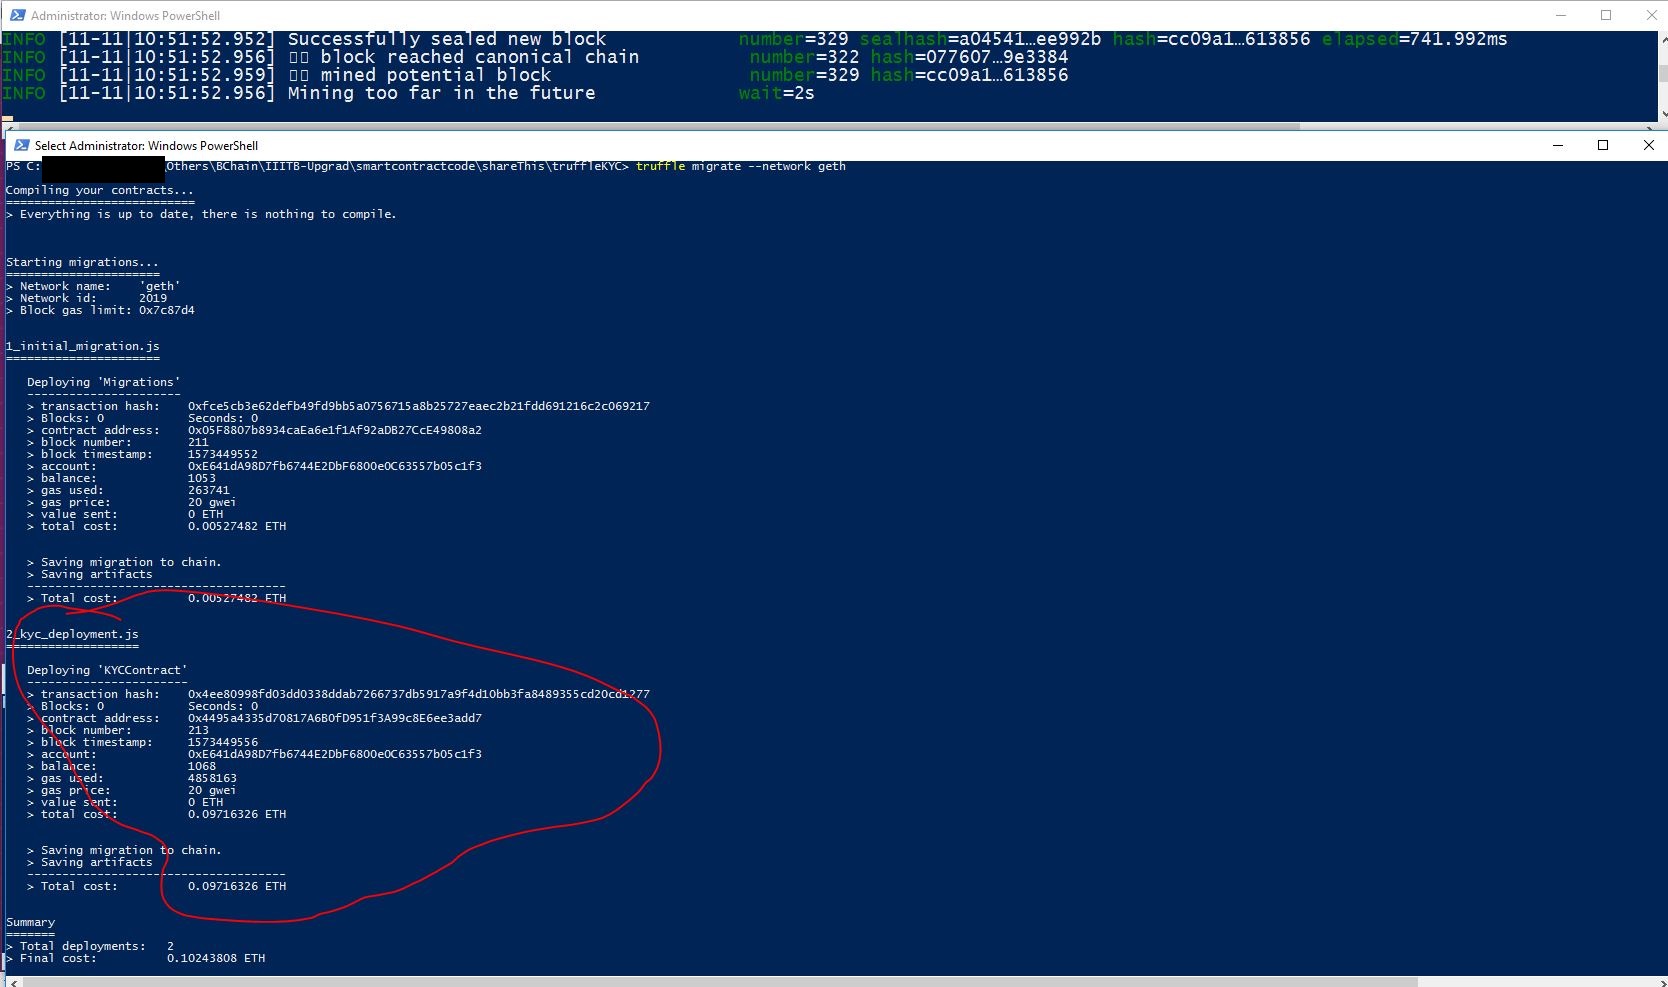 Administrator: Windows PowerShell
INFO [11-11|10:51:52.952] Successfully sealed new block number=329 sealhash=a04541…ee992b hash=cc09a1…613856 elapsed=741.992ms
INFO [11-11|10:51:52.956] block reached canonical chain number=322 hash=077607…9e3384
INFO [11-11|10:51:52.959] mined potential block number=329 hash=cc09a1…613856
INFO [11-11|10:51:52.956] Mining too far in the future wait=2s
Select Administrator: Windows PowerShell
PS C: \Others\BChain\IIITB-Upgrad\smartcontractcode\shareThis\truffleKYC> truffle migrate --network geth
Compiling your contracts...
===========================
> Everything is up to date, there is nothing to compile.
Starting migrations...
======================
> Network name: 'geth'
> Network id: 2019
> Block gas limit: 0x7c87d4
1_initial_migration.js
======================
Deploying 'Migrations'
----------------------
> transaction hash: 0xfce5cb3e62defb49fd9bb5a0756715a8b25727eaec2b21fdd691216c2c069217
> Blocks: 0 Seconds: 0
> contract address: 0x05F8807b8934caEa6e1f1Af92aDB27CcE49808a2
> block number: 211
> block timestamp: 1573449552
> account: 0xE641dA98D7fb6744E2DbF6800e0C63557b05c1f3
> balance: 1053
> gas used: 263741
> gas price: 20 gwei
> value sent: 0 ETH
> total cost: 0.00527482 ETH
> Saving migration to chain.
> Saving artifacts
-------------------------------------
> Total cost: 0.00527482 ETH
2_kyc_deployment.js
===================
Deploying 'KYCContract'
-----------------------
> transaction hash: 0x4ee80998fd03dd0338ddab7266737db5917a9f4d10bb3fa8489355cd20cd1277
> Blocks: 0 Seconds: 0
> contract address: 0x4495a4335d70817A6B0fD951f3A99c8E6ee3add7
> block number: 213
> block timestamp: 1573449556
> account: 0xE641dA98D7fb6744E2DbF6800e0C63557b05c1f3
> balance: 1068
> gas used: 4858163
> gas price: 20 gwei
> value sent: 0 ETH
> total cost: 0.09716326 ETH
> Saving migration to chain.
> Saving artifacts
-------------------------------------
> Total cost: 0.09716326 ETH
Summary
=======
> Total deployments: 2
> Final cost: 0.10243808 ETH